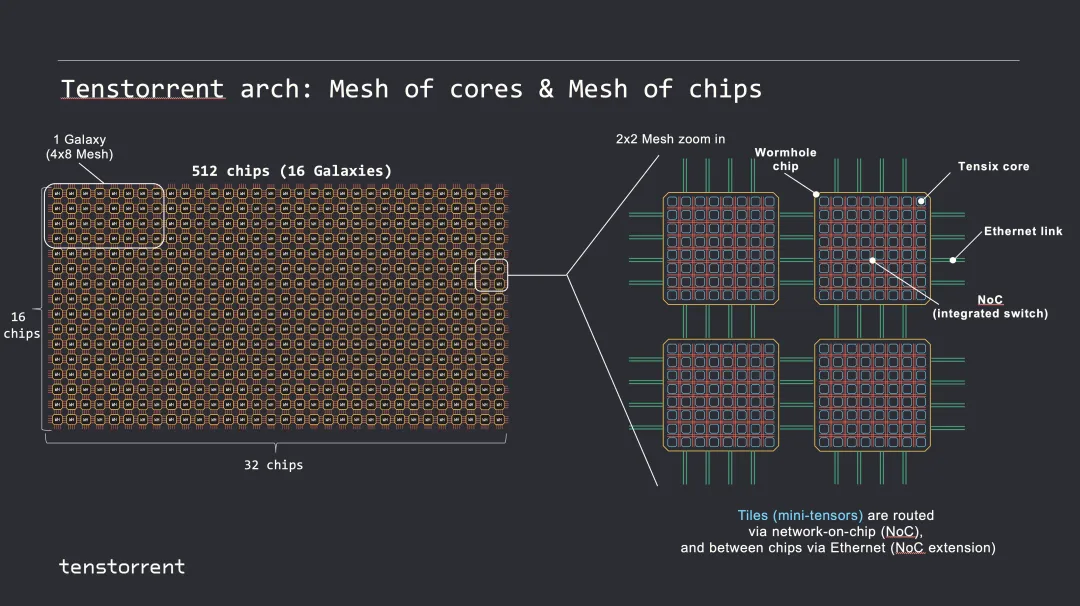 Tenstorrent arch: Mesh of cores & Mesh of chips
1 Galaxy
(4x8 Mesh)
512 chips (16 Galaxies)
16
chips
32 chips
2x2 Mesh zoom in
Wormhole
chip
Tensix core
Ethernet link
NoC
(integrated switch)
Tiles (mini-tensors) are routed
via network-on-chip (NoC),
and between chips via Ethernet (NoC extension)
tenstorrent